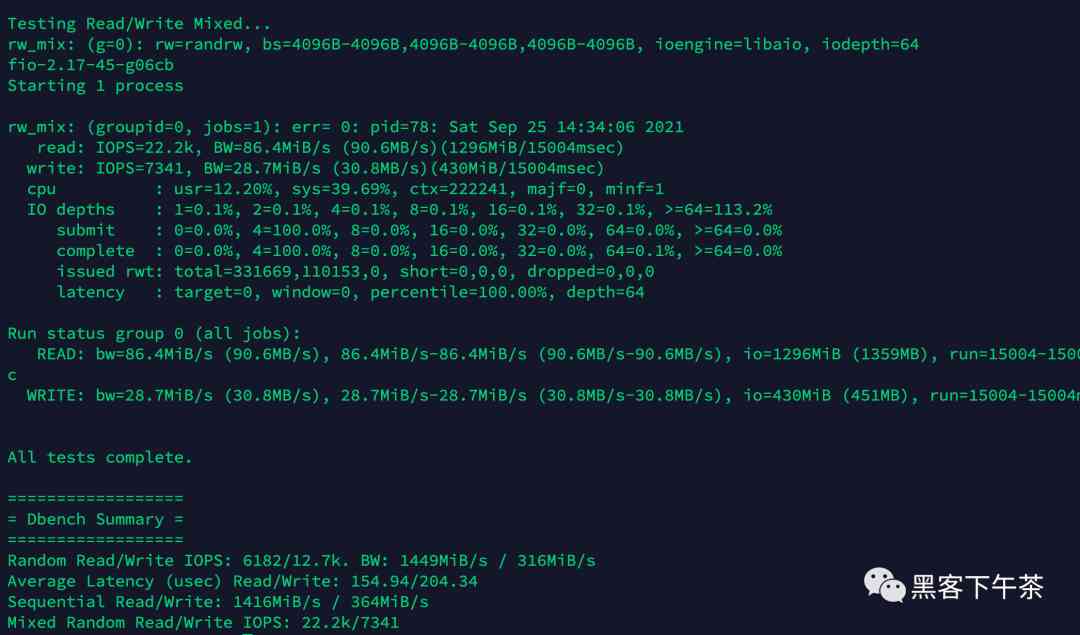 Testing Read/Write Mixed...
rw_mix: (g=0): rw=randrw, bs=4096B-4096B,4096B-4096B,4096B-4096B, ioengine=libaio, iodepth=64
fio-2.17-45-g06cb
Starting 1 process
rw_mix: (groupid=0, jobs=1): err= 0: pid=78: Sat Sep 25 14:34:06 2021
read: IOPS=22.2k, BW=86.4MiB/s (90.6MB/s)(1296MiB/15004msec)
write: IOPS=7341, BW=28.7MiB/s (30.8MB/s)(430MiB/15004msec)
cpu : usr=12.20%, sys=39.69%, ctx=222241, majf=0, minf=1
IO depths : 1=0.1%, 2=0.1%, 4=0.1%, 8=0.1%, 16=0.1%, 32=0.1%, >=64=113.2%
submit : 0=0.0%, 4=100.0%, 8=0.0%, 16=0.0%, 32=0.0%, 64=0.0%, >=64=0.0%
complete : 0=0.0%, 4=100.0%, 8=0.0%, 16=0.0%, 32=0.0%, 64=0.1%, >=64=0.0%
issued rwt: total=331669,110153,0, short=0,0,0, dropped=0,0,0
latency : target=0, window=0, percentile=100.00%, depth=64
Run status group 0 (all jobs):
READ: bw=86.4MiB/s (90.6MB/s), 86.4MiB/s-86.4MiB/s (90.6MB/s-90.6MB/s), io=1296MiB (1359MB), run=15004-1500
c
WRITE: bw=28.7MiB/s (30.8MB/s), 28.7MiB/s-28.7MiB/s (30.8MB/s-30.8MB/s), io=430MiB (451MB), run=15004-15004m
All tests complete.
==================
= Dbench Summary =
==================
Random Read/Write IOPS: 6182/12.7k. BW: 1449MiB/s / 316MiB/s
Average Latency (usec) Read/Write: 154.94/204.34
Sequential Read/Write: 1416MiB/s / 364MiB/s
Mixed Random Read/Write IOPS: 22.2k/7341
黑客下午茶